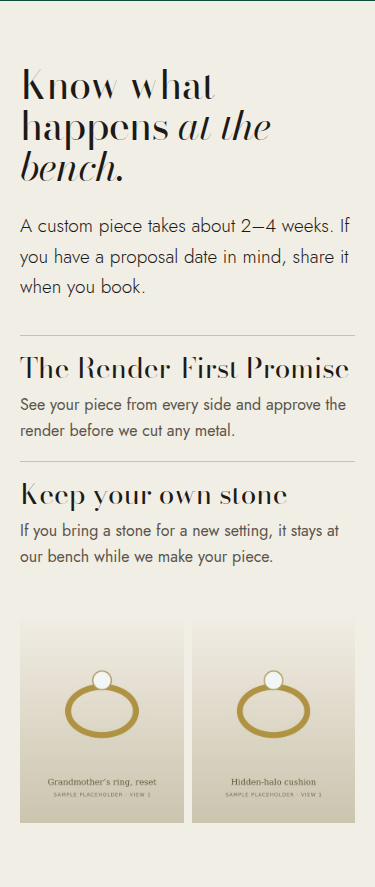 Know what
happens at the
bench.
A custom piece takes about 2–4 weeks. If
you have a proposal date in mind, share it
when you book.
The Render First Promise
See your piece from every side and approve the
render before we cut any metal.
Keep your own stone
If you bring a stone for a new setting, it stays at
our bench while we make your piece.
Grandmother's ring, reset
SAMPLE PLACEHOLDER · VIEW 1
Hidden-halo cushion
SAMPLE PLACEHOLDER · VIEW 1